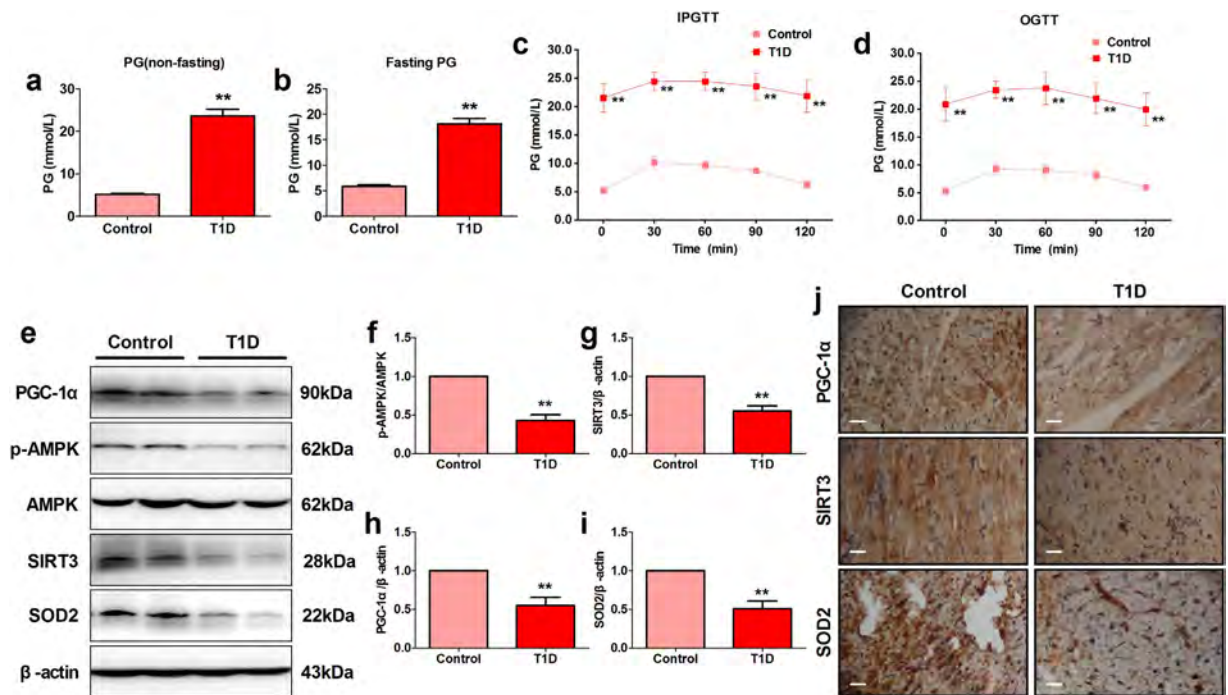 a
PG(non-fasting)
PG (mmol/L)
30
20
10
0
Control
T1D
**
b
Fasting PG
PG (mmol/L)
25
20
15
10
5
0
Control
T1D
**
c
IPGTT
Control
T1D
PG (mmol/L)
30.0
25.0
20.0
15.0
10.0
5.0
0.0
** ** ** ** **
0 30 60 90 120
Time (min)
d
OGTT
Control
T1D
PG (mmol/L)
30.0
25.0
20.0
15.0
10.0
5.0
0.0
** ** ** ** **
0 30 60 90 120
Time (min)
e
Control T1D
PGC-1α 90kDa
p-AMPK 62kDa
AMPK 62kDa
SIRT3 28kDa
SOD2 22kDa
β -actin 43kDa
f
p-AMPK/AMPK
1.5
1.0
0.5
0.0
**
Control T1D
g
SIRT3/β -actin
1.5
1.0
0.5
0.0
**
Control T1D
h
PGC-1α/β -actin
1.5
1.0
0.5
0.0
**
Control T1D
i
SOD2/β -actin
1.5
1.0
0.5
0.0
**
Control T1D
j
Control T1D
PGC-1α
SIRT3
SOD2